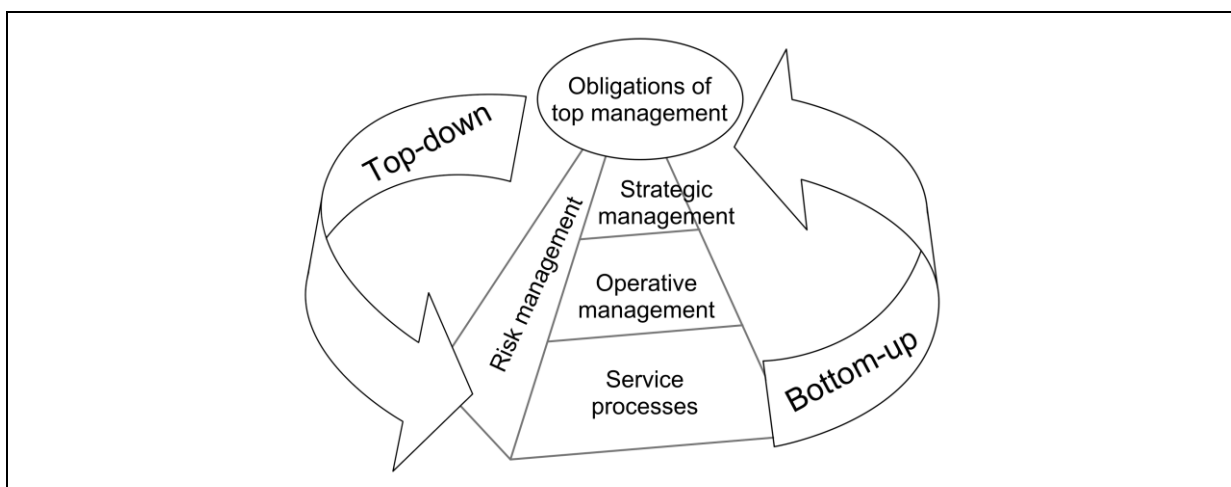 Obligations of
top management
Top-down
Strategic
management
Risk management
Operative
management
Service
processes
Bottom-up